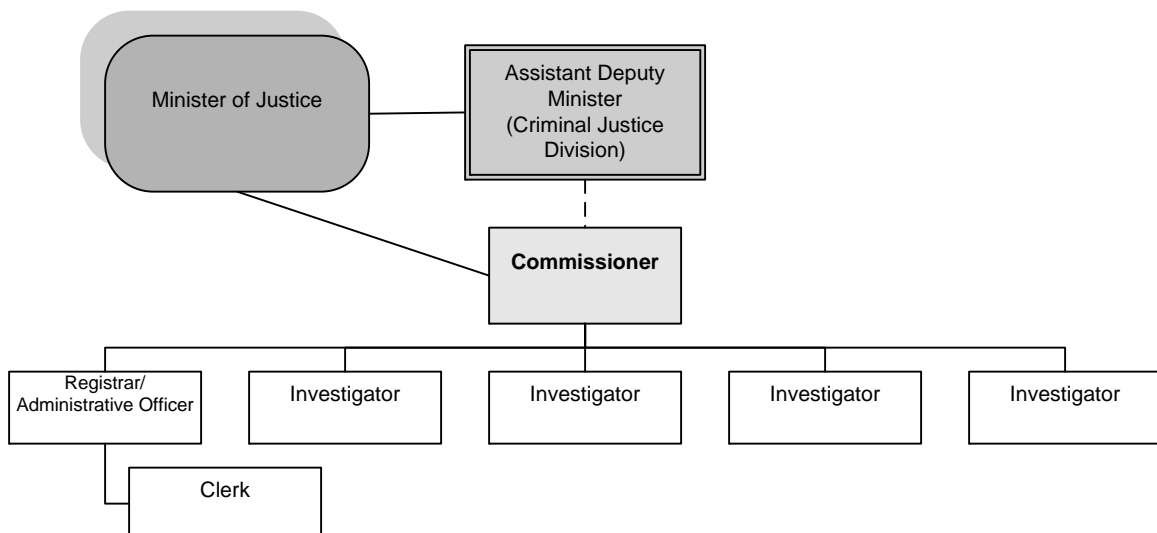 Minister of Justice
Assistant Deputy
Minister
(Criminal Justice
Division)
Commissioner
Registrar/
Administrative Officer
Investigator
Investigator
Investigator
Investigator
Clerk